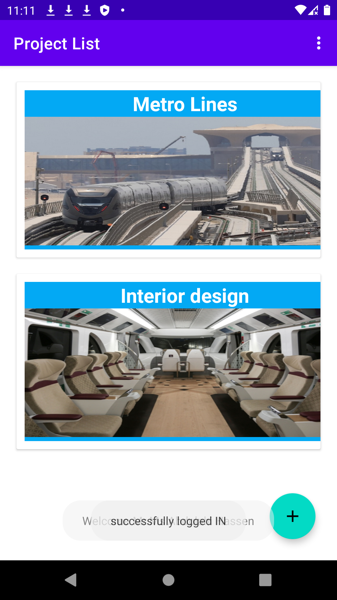 11:11
Project List
Metro Lines
Interior design
successfully logged IN